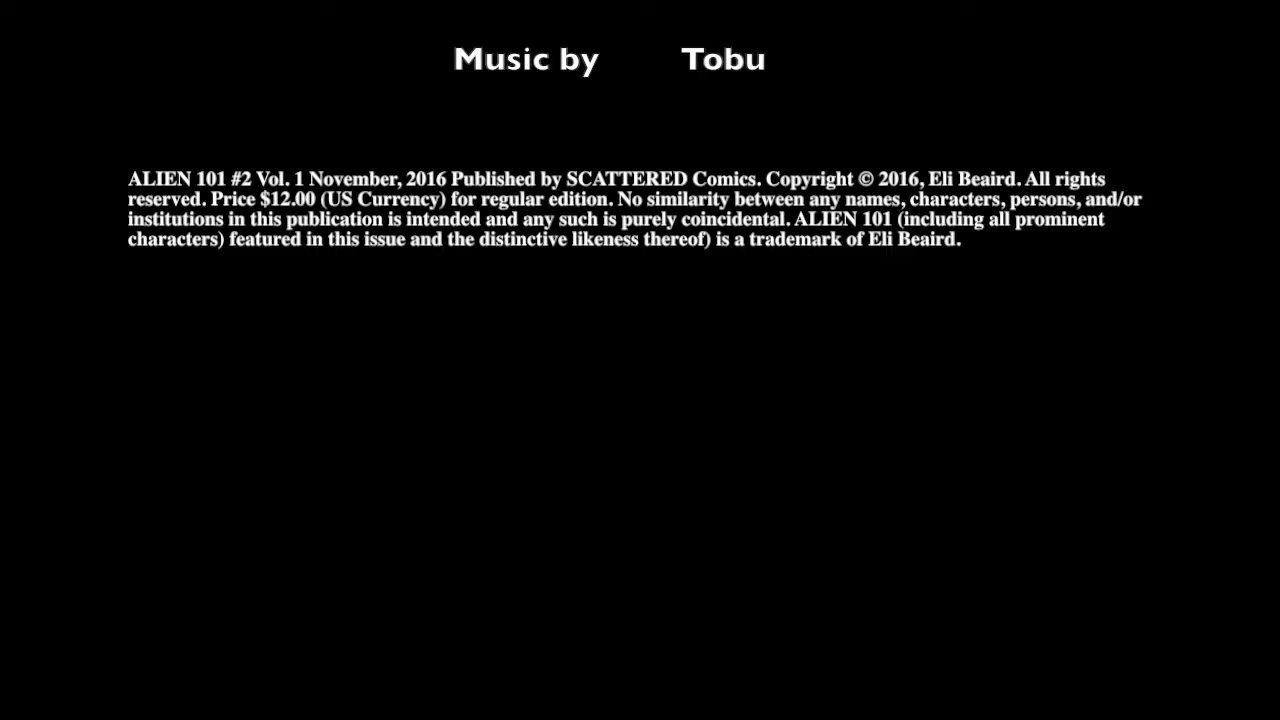 Music by Tobu
ALIEN 101 #2 Vol. 1 November, 2016 Published by SCATTERED Comics. Copyright © 2016, Eli Beaird. All rights
reserved. Price $12.00 (US Currency) for regular edition. No similarity between any names, characters, persons, and/or
institutions in this publication is intended and any such is purely coincidental. ALIEN 101 (including all prominent
characters) featured in this issue and the distinctive likeness thereof) is a trademark of Eli Beaird.